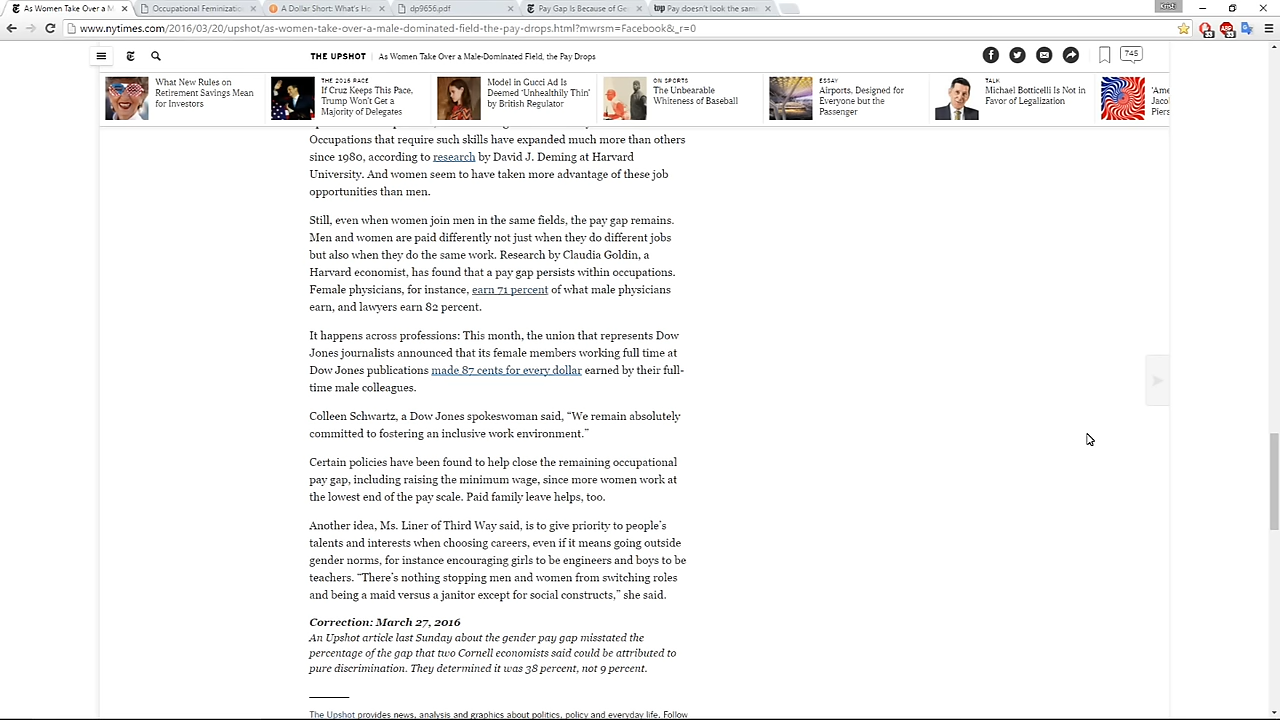 As Women Take Over a M
Occupational Feminizatio
A Dollar Short: What's Ho
dp9656.pdf
Pay Gap Is Because of Ge
Pay doesn't look the sam
www.nytimes.com/2016/03/20/upshot/as-women-take-over-a-male-dominated-field-the-pay-drops.html?mwrsm=Facebook&_r=0
THE UPSHOT | As Women Take Over a Male-Dominated Field, the Pay Drops
745
What New Rules on
Retirement Savings Mean
for Investors
THE 2016 RACE
If Cruz Keeps This Pace,
Trump Won't Get a
Majority of Delegates
Model in Gucci Ad Is
Deemed 'Unhealthily Thin'
by British Regulator
ON SPORTS
The Unbearable
Whiteness of Baseball
ESSAY
Airports, Designed for
Everyone but the
Passenger
TALK
Michael Botticelli Is Not in
Favor of Legalization
'Ame
Jaco
Piers
Occupations that require such skills have expanded much more than others
since 1980, according to research by David J. Deming at Harvard
University. And women seem to have taken more advantage of these job
opportunities than men.
Still, even when women join men in the same fields, the pay gap remains.
Men and women are paid differently not just when they do different jobs
but also when they do the same work. Research by Claudia Goldin, a
Harvard economist, has found that a pay gap persists within occupations.
Female physicians, for instance, earn 71 percent of what male physicians
earn, and lawyers earn 82 percent.
It happens across professions: This month, the union that represents Dow
Jones journalists announced that its female members working full time at
Dow Jones publications made 87 cents for every dollar earned by their full-
time male colleagues.
Colleen Schwartz, a Dow Jones spokeswoman said, “We remain absolutely
committed to fostering an inclusive work environment.”
Certain policies have been found to help close the remaining occupational
pay gap, including raising the minimum wage, since more women work at
the lowest end of the pay scale. Paid family leave helps, too.
Another idea, Ms. Liner of Third Way said, is to give priority to people’s
talents and interests when choosing careers, even if it means going outside
gender norms, for instance encouraging girls to be engineers and boys to be
teachers. “There’s nothing stopping men and women from switching roles
and being a maid versus a janitor except for social constructs,” she said.
Correction: March 27, 2016
An Upshot article last Sunday about the gender pay gap misstated the
percentage of the gap that two Cornell economists said could be attributed to
pure discrimination. They determined it was 38 percent, not 9 percent.
The Upshot provides news, analysis and graphics about politics, policy and everyday life. Follow